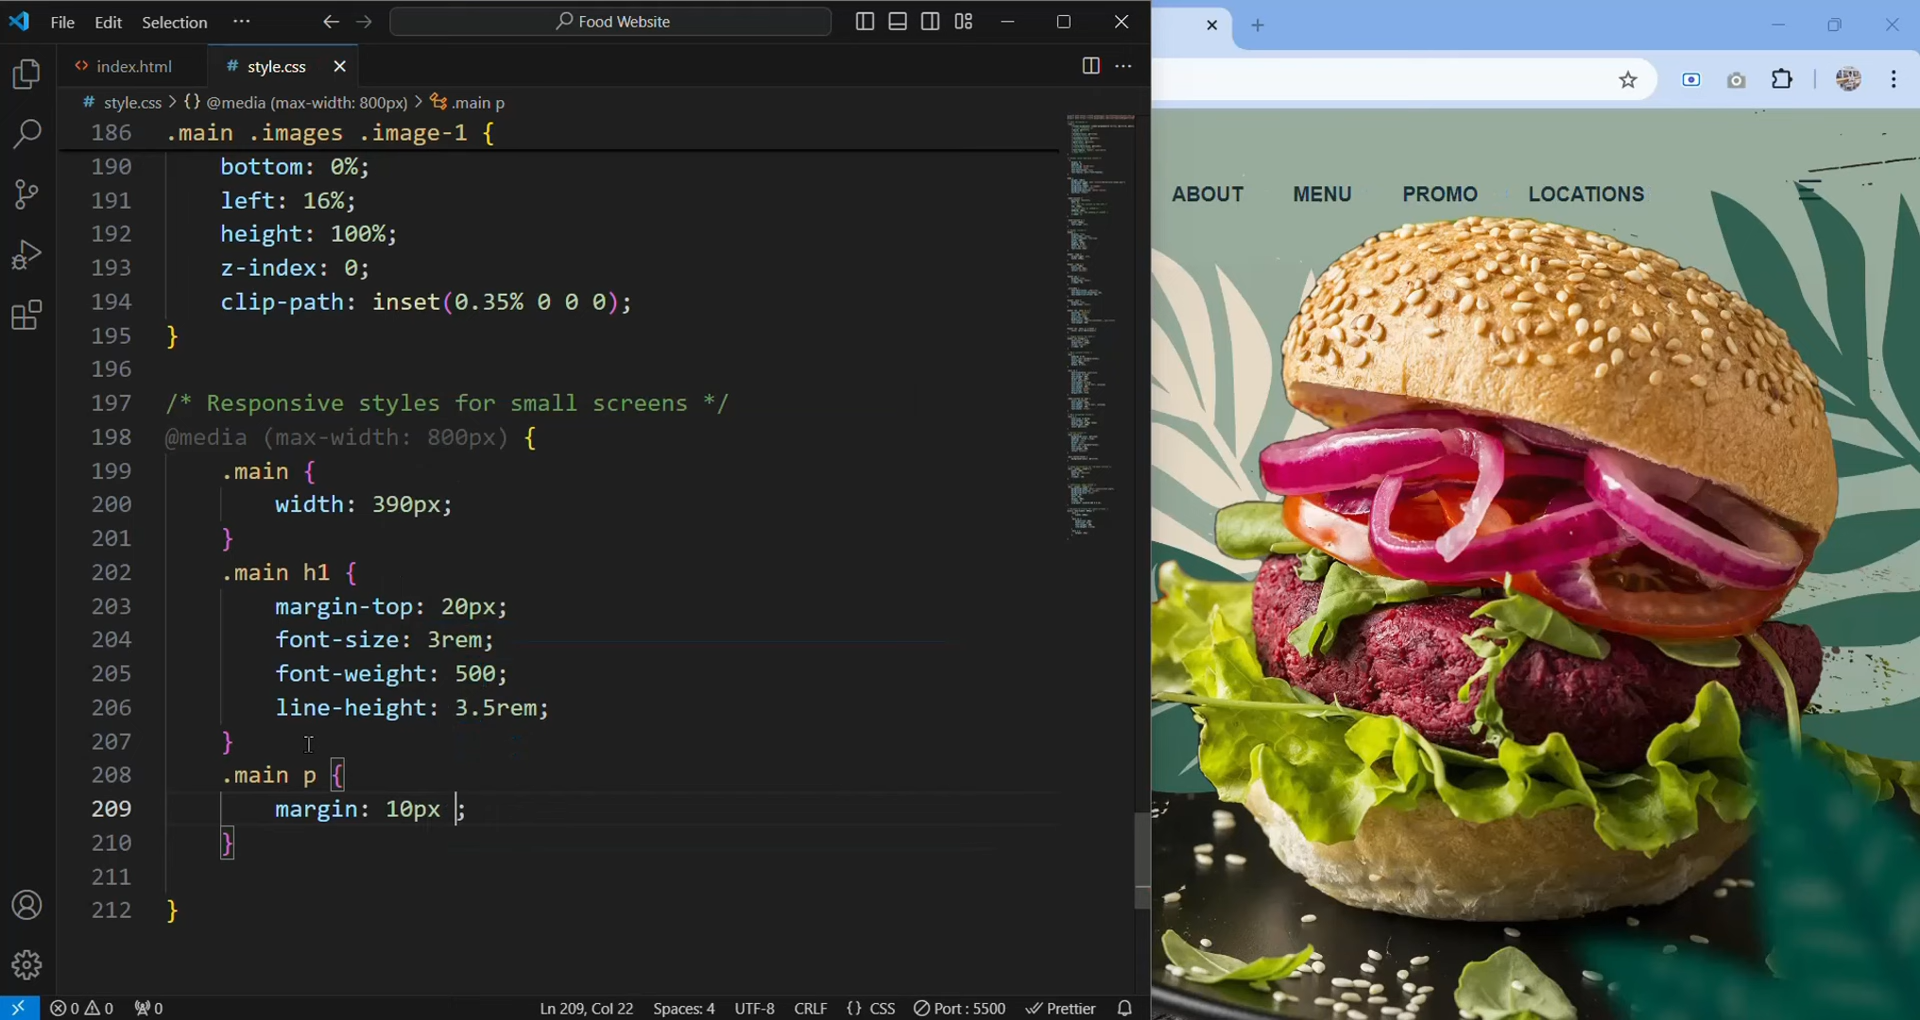 File Edit Selection ··· Food Website
index.html
# style.css
# style.css > {} @media (max-width: 800px) > .main p
186 .main .images .image-1 {
190 bottom: 0%;
191 left: 16%;
192 height: 100%;
193 z-index: 0;
194 clip-path: inset(0.35% 0 0 0);
195 }
196
197 /* Responsive styles for small screens */
198 @media (max-width: 800px) {
199 .main {
200 width: 390px;
201 }
202 .main h1 {
203 margin-top: 20px;
204 font-size: 3rem;
205 font-weight: 500;
206 line-height: 3.5rem;
207 }
208 .main p {
209 margin: 10px ;
210 }
211
212 }
0 0 0 Ln 209, Col 22 Spaces: 4 UTF-8 CRLF {} CSS Port : 5500 Prettier
ABOUT MENU PROMO LOCATIONS